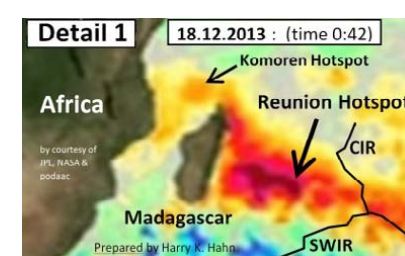 Detail 1
18.12.2013 : (time 0:42)
Komoren Hotspot
Africa
Reunion Hotspot
by courtesy of
JPL, NASA &
podaac
CIR
Madagascar
Prepared by Harry K. Hahn
SWIR